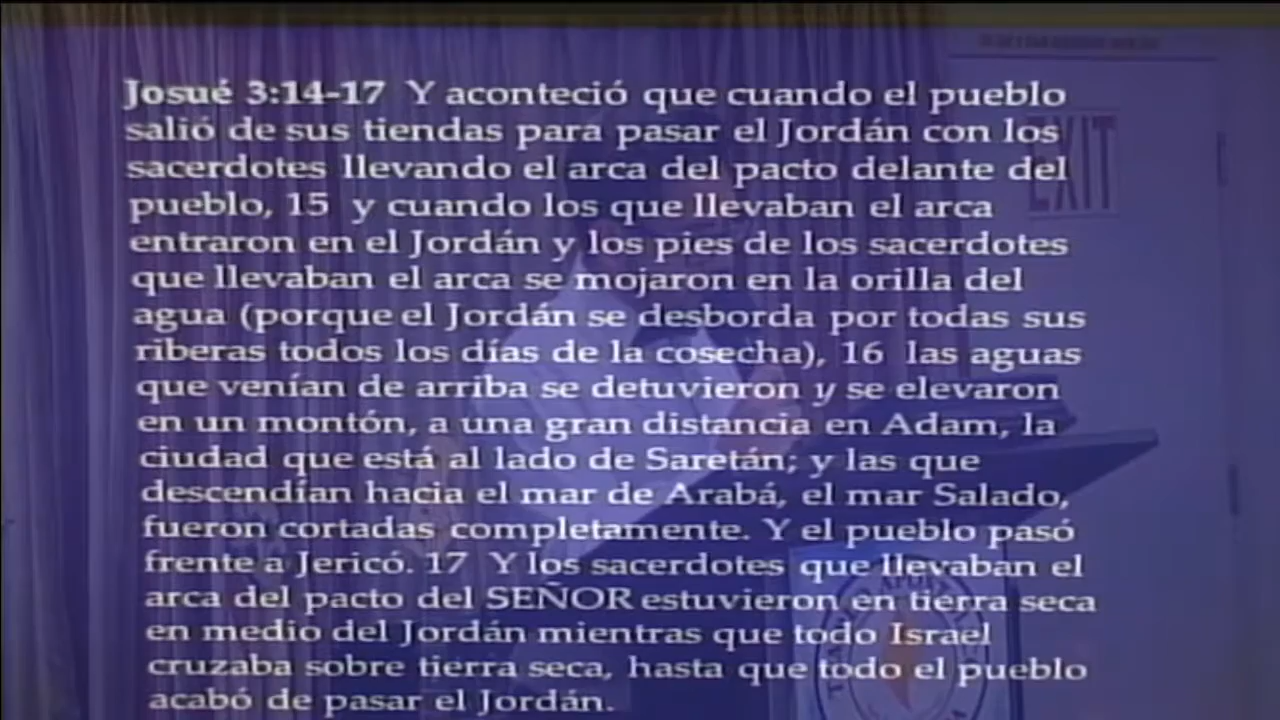 Josué 3:14-17 Y aconteció que cuando el pueblo
salió de sus tiendas para pasar el Jordán con los
sacerdotes llevando el arca del pacto delante del
pueblo, 15 y cuando los que llevaban el arca
entraron en el Jordán y los pies de los sacerdotes
que llevaban el arca se mojaron en la orilla del
agua (porque el Jordán se desborda por todas sus
riberas todos los días de la cosecha), 16 las aguas
que venían de arriba se detuvieron y se elevaron
en un montón, a una gran distancia en Adam, la
ciudad que está al lado de Saretán; y las que
descendían hacia el mar de Arabá, el mar Salado,
fueron cortadas completamente. Y el pueblo pasó
frente a Jericó. 17 Y los sacerdotes que llevaban el
arca del pacto del SEÑOR estuvieron en tierra seca
en medio del Jordán mientras que todo Israel
cruzaba sobre tierra seca, hasta que todo el pueblo
acabó de pasar el Jordán.
EXIT